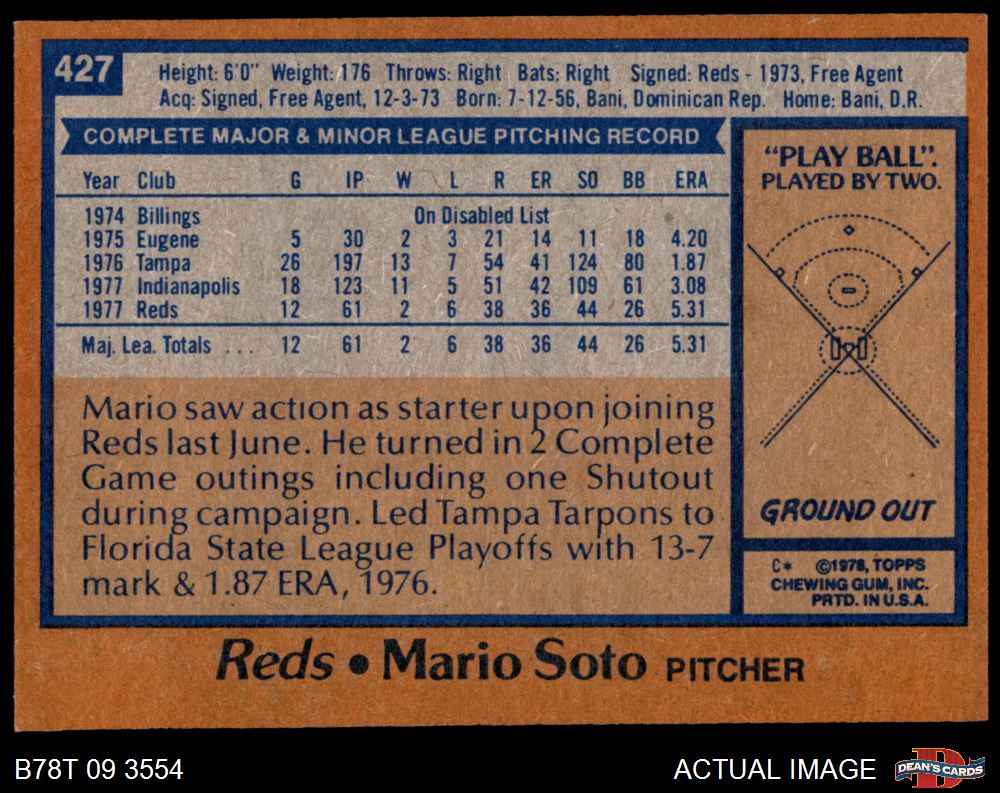 427
Height: 6'0" Weight: 176 Throws: Right Bats: Right Signed: Reds - 1973, Free Agent
Acq: Signed, Free Agent, 12-3-73 Born: 7-12-56, Bani, Dominican Rep. Home: Bani, D.R.
COMPLETE MAJOR & MINOR LEAGUE PITCHING RECORD
Year Club G IP W L R ER SO BB ERA
1974 Billings On Disabled List
1975 Eugene 5 30 2 3 21 14 11 18 4.20
1976 Tampa 26 197 13 7 54 41 124 80 1.87
1977 Indianapolis 18 123 11 5 51 42 109 61 3.08
1977 Reds 12 61 2 6 38 36 44 26 5.31
Maj. Lea. Totals ... 12 61 2 6 38 36 44 26 5.31
Mario saw action as starter upon joining
Reds last June. He turned in 2 Complete
Game outings including one Shutout
during campaign. Led Tampa Tarpons to
Florida State League Playoffs with 13-7
mark & 1.87 ERA, 1976.
"PLAY BALL".
PLAYED BY TWO.
GROUND OUT
C* ©1978, TOPPS
CHEWING GUM, INC.
PRTD. IN U.S.A.
Reds • Mario Soto PITCHER
B78T 09 3554
ACTUAL IMAGE
DEAN'S CARDS